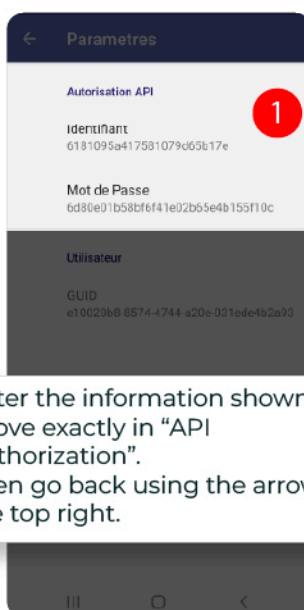 Parametres
Autorisation API
1
Identifiant
6181095a417581079d65b17e
Mot de Passe
6d80e01b58bf6f41e02b65e4b155f10c
Utilisateur
GUID
ter the information shown
ove exactly in “API
thorization”.
en go back using the arrow
e top right.